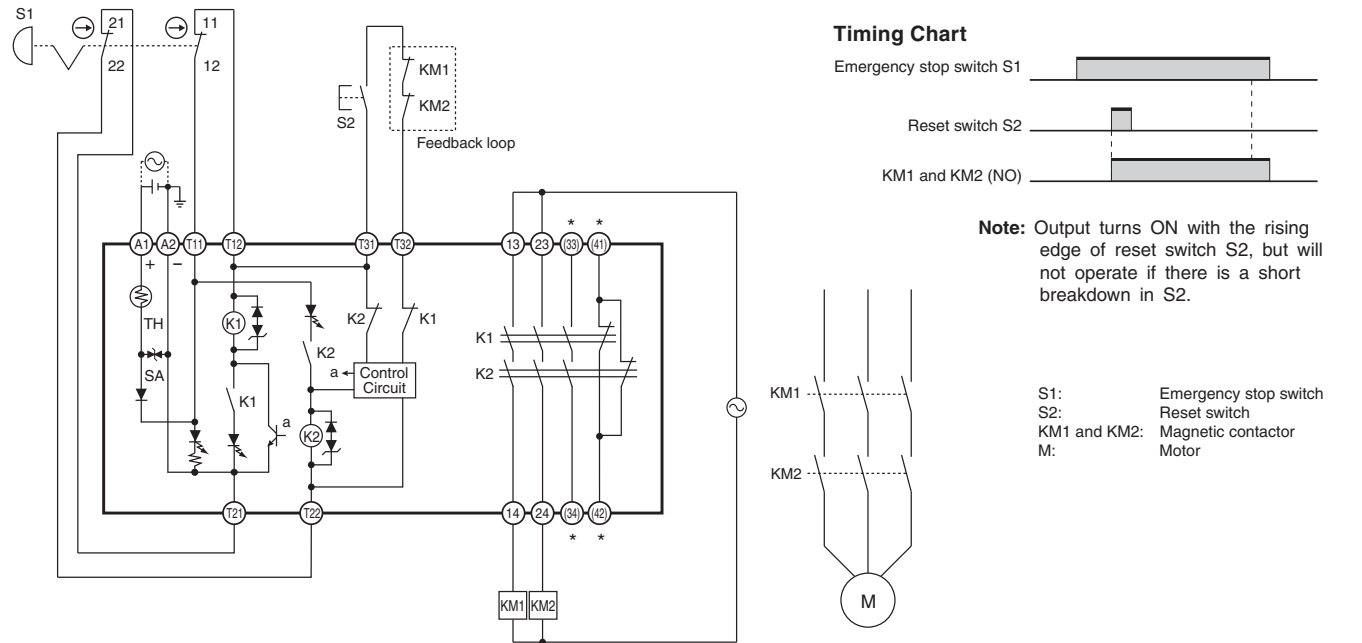 S1
21
22
11
12
S2
KM1
KM2
Feedback loop
A1
A2
T11
T12
T31
T32
13
23
(33)
(41)
*
*
+
−
TH
SA
K1
K1
a
K2
K2
K2
K1
a
Control
Circuit
K1
K2
T21
T22
14
24
(34)
(42)
*
*
KM1
KM2
KM1
KM2
M
Timing Chart
Emergency stop switch S1
Reset switch S2
KM1 and KM2 (NO)
Note: Output turns ON with the rising
edge of reset switch S2, but will
not operate if there is a short
breakdown in S2.
S1: Emergency stop switch
S2: Reset switch
KM1 and KM2: Magnetic contactor
M: Motor